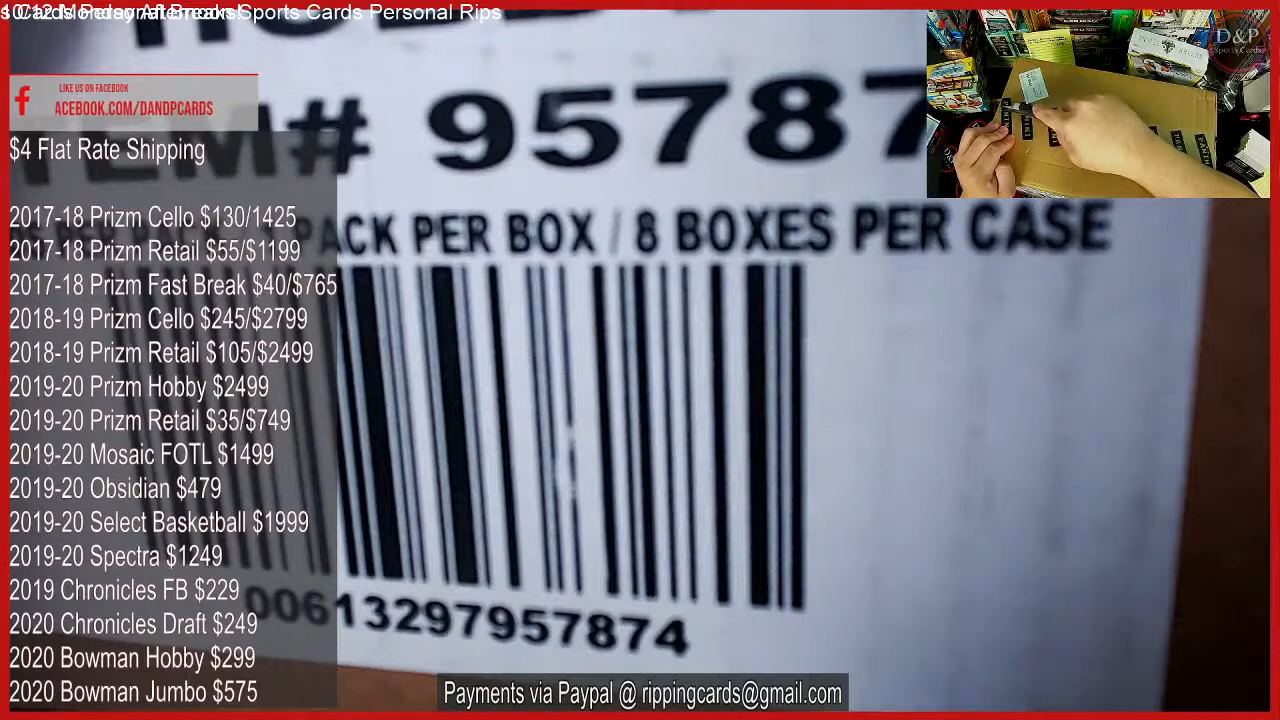 Cards Personal Rips
D&P
Sports Cards
LIKE US ON FACEBOOK
ACEBOOK.COM/DANDPCARDS
EM# 95787
$4 Flat Rate Shipping
PACK PER BOX / 8 BOXES PER CASE
2017-18 Prizm Cello $130/1425
2017-18 Prizm Retail $55/$1199
2017-18 Prizm Fast Break $40/$765
2018-19 Prizm Cello $245/$2799
2018-19 Prizm Retail $105/$2499
2019-20 Prizm Hobby $2499
2019-20 Prizm Retail $35/$749
2019-20 Mosaic FOTL $1499
2019-20 Obsidian $479
2019-20 Select Basketball $1999
2019-20 Spectra $1249
2019 Chronicles FB $229
2020 Chronicles Draft $249
2020 Bowman Hobby $299
2020 Bowman Jumbo $575
00613297957874
Payments via Paypal @ rippingcards@gmail.com